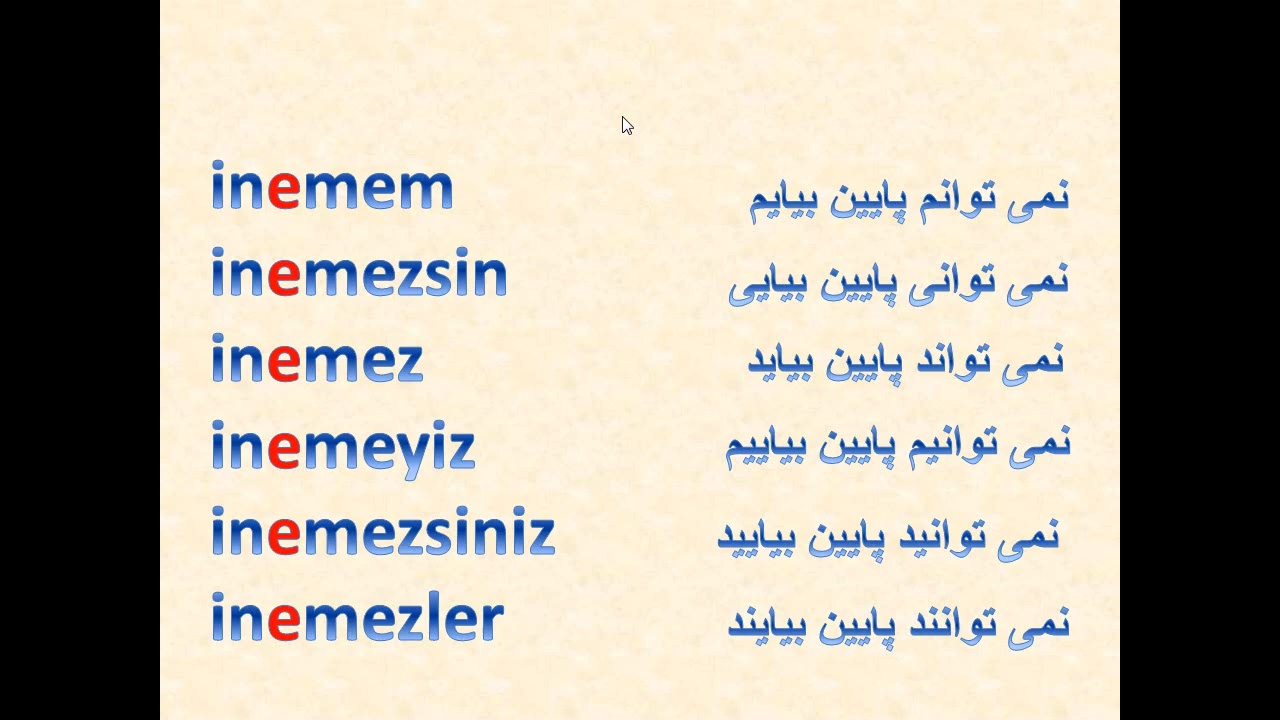 inemem نمی توانم پایین بیایم
inemezsin نمی توانی پایین بیایی
inemez نمی تواند پایین بیاید
inemeyiz نمی توانیم پایین بیاییم
inemezsiniz نمی توانید پایین بیایید
inemezler نمی توانند پایین بیایند